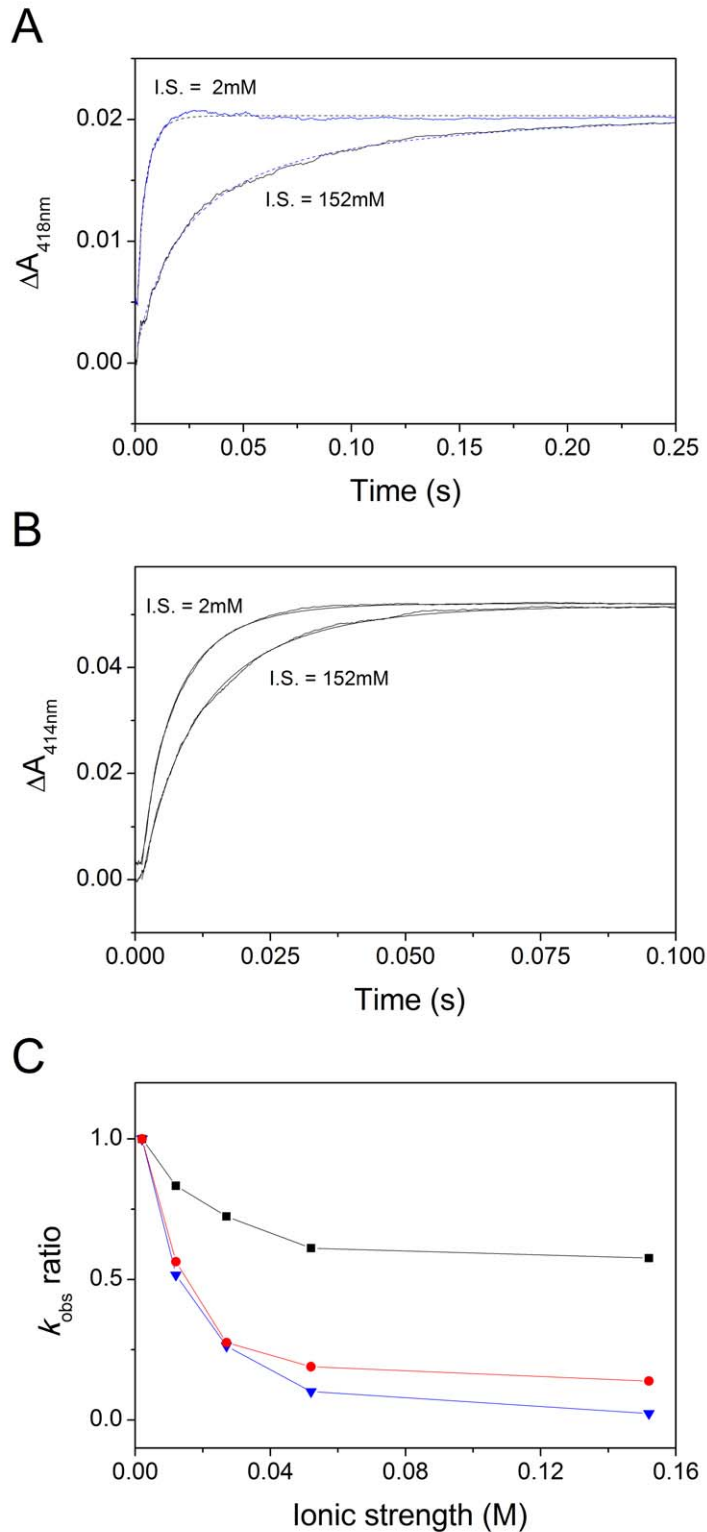 A
I.S. = 2mM
I.S. = 152mM
0.02
0.01
0.00
ΔA418nm
0.00 0.05 0.10 0.15 0.20 0.25
Time (s)
B
I.S. = 2mM
I.S. = 152mM
0.04
0.02
0.00
ΔA414nm
0.000 0.025 0.050 0.075 0.100
Time (s)
C
1.0
0.5
0.0
kobs ratio
0.00 0.04 0.08 0.12 0.16
Ionic strength (M)